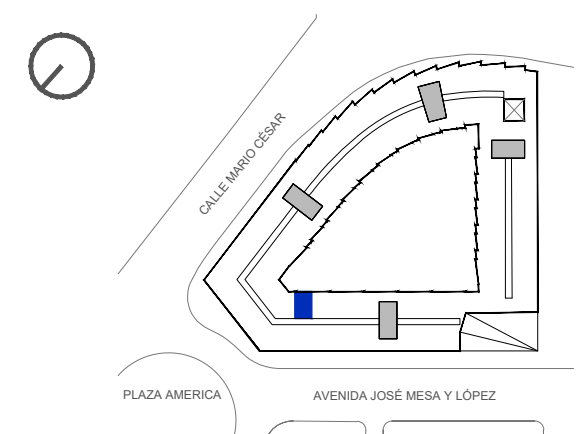 CALLE MARIO CÉSAR
PLAZA AMERICA
AVENIDA JOSÉ MESA Y LÓPEZ